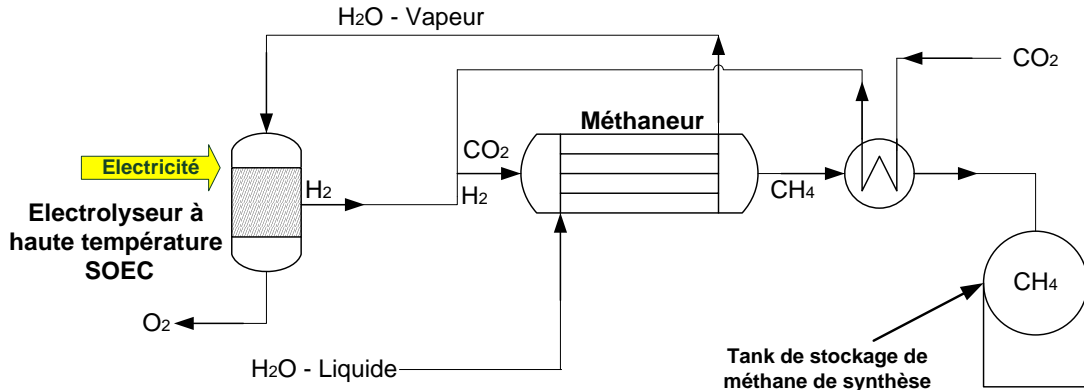 H2O - Vapeur
CO2
Méthaneur
Electricité
CO2
H2
H2
CH4
Electrolyseur à
haute température
SOEC
CH4
O2
H2O - Liquide
Tank de stockage de
méthane de synthèse